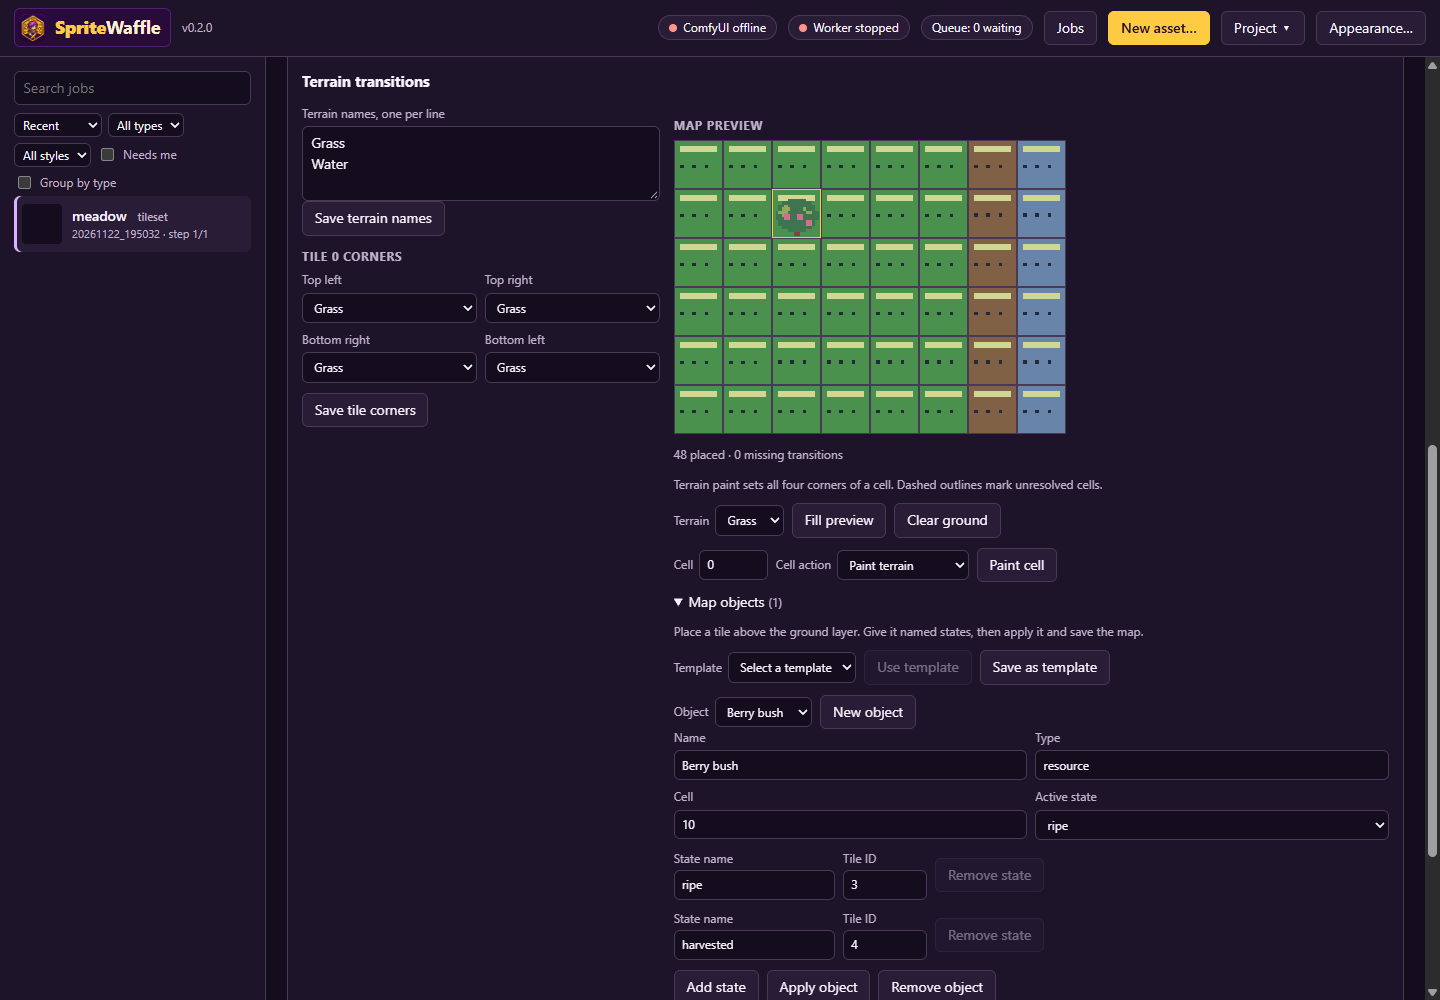 SpriteWaffle
v0.2.0
ComfyUI offline
Worker stopped
Queue: 0 waiting
Jobs
New asset...
Project
Appearance...
Search jobs
Recent
All types
All styles
Needs me
Group by type
meadow tileset
20261122_195032 · step 1/1
Terrain transitions
Terrain names, one per line
Grass
Water
Save terrain names
TILE 0 CORNERS
Top left
Top right
Grass
Grass
Bottom right
Bottom left
Grass
Grass
Save tile corners
MAP PREVIEW
48 placed · 0 missing transitions
Terrain paint sets all four corners of a cell. Dashed outlines mark unresolved cells.
Terrain Grass Fill preview Clear ground
Cell 0 Cell action Paint terrain Paint cell
Map objects (1)
Place a tile above the ground layer. Give it named states, then apply it and save the map.
Template Select a template Use template Save as template
Object Berry bush New object
Name
Type
Berry bush
resource
Cell
Active state
10
ripe
State name
Tile ID
ripe
3
Remove state
State name
Tile ID
harvested
4
Remove state
Add state
Apply object
Remove object